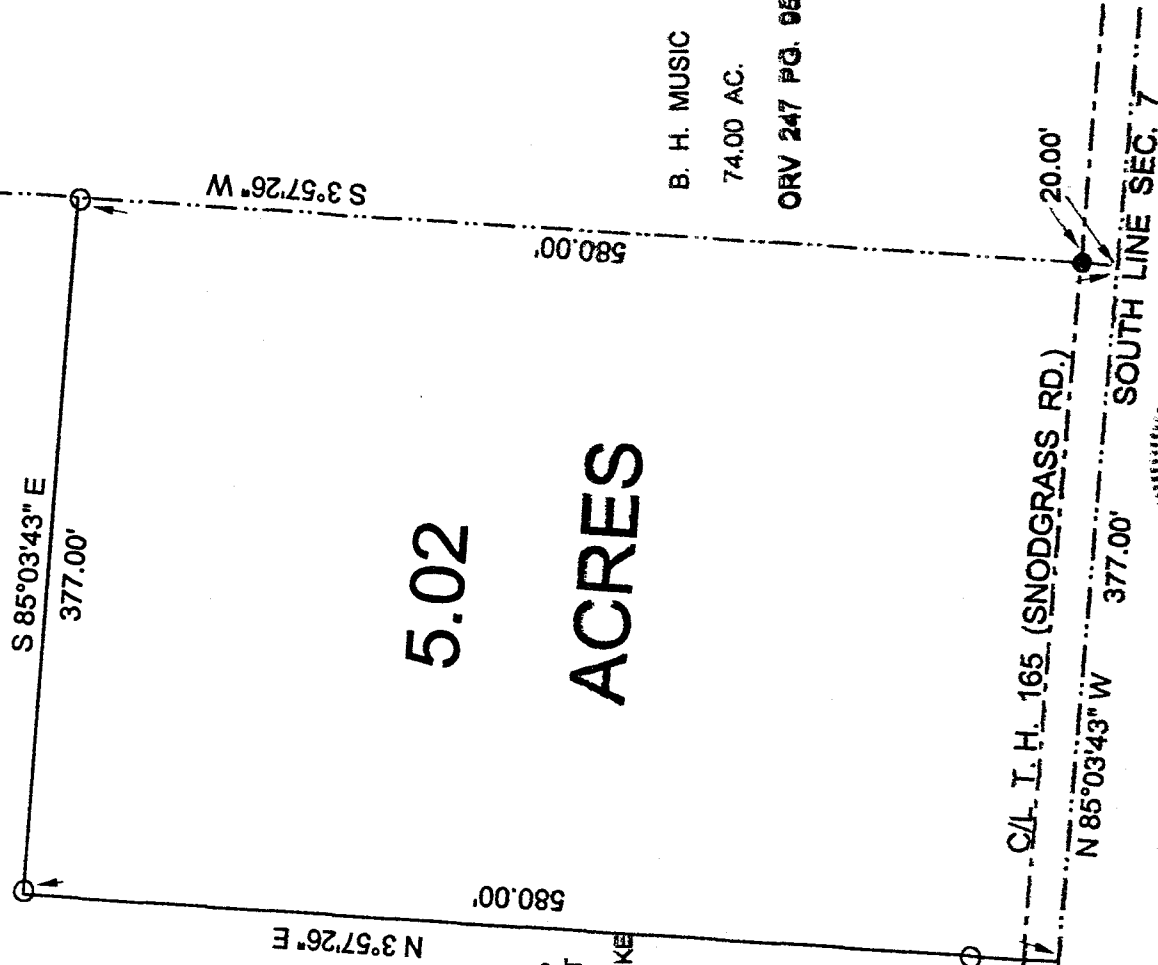 S 85°03'43" E
377.00'
S 3°57'26" W
580.00'
B. H. MUSIC
74.00 AC.
ORV 247 PG.
20.00'
5.02
ACRES
580.00'
N 3°57'26" E
C/L T. H. 165 (SNODGRASS RD.)
N 85°03'43" W
377.00'
SOUTH LINE SEC. 7